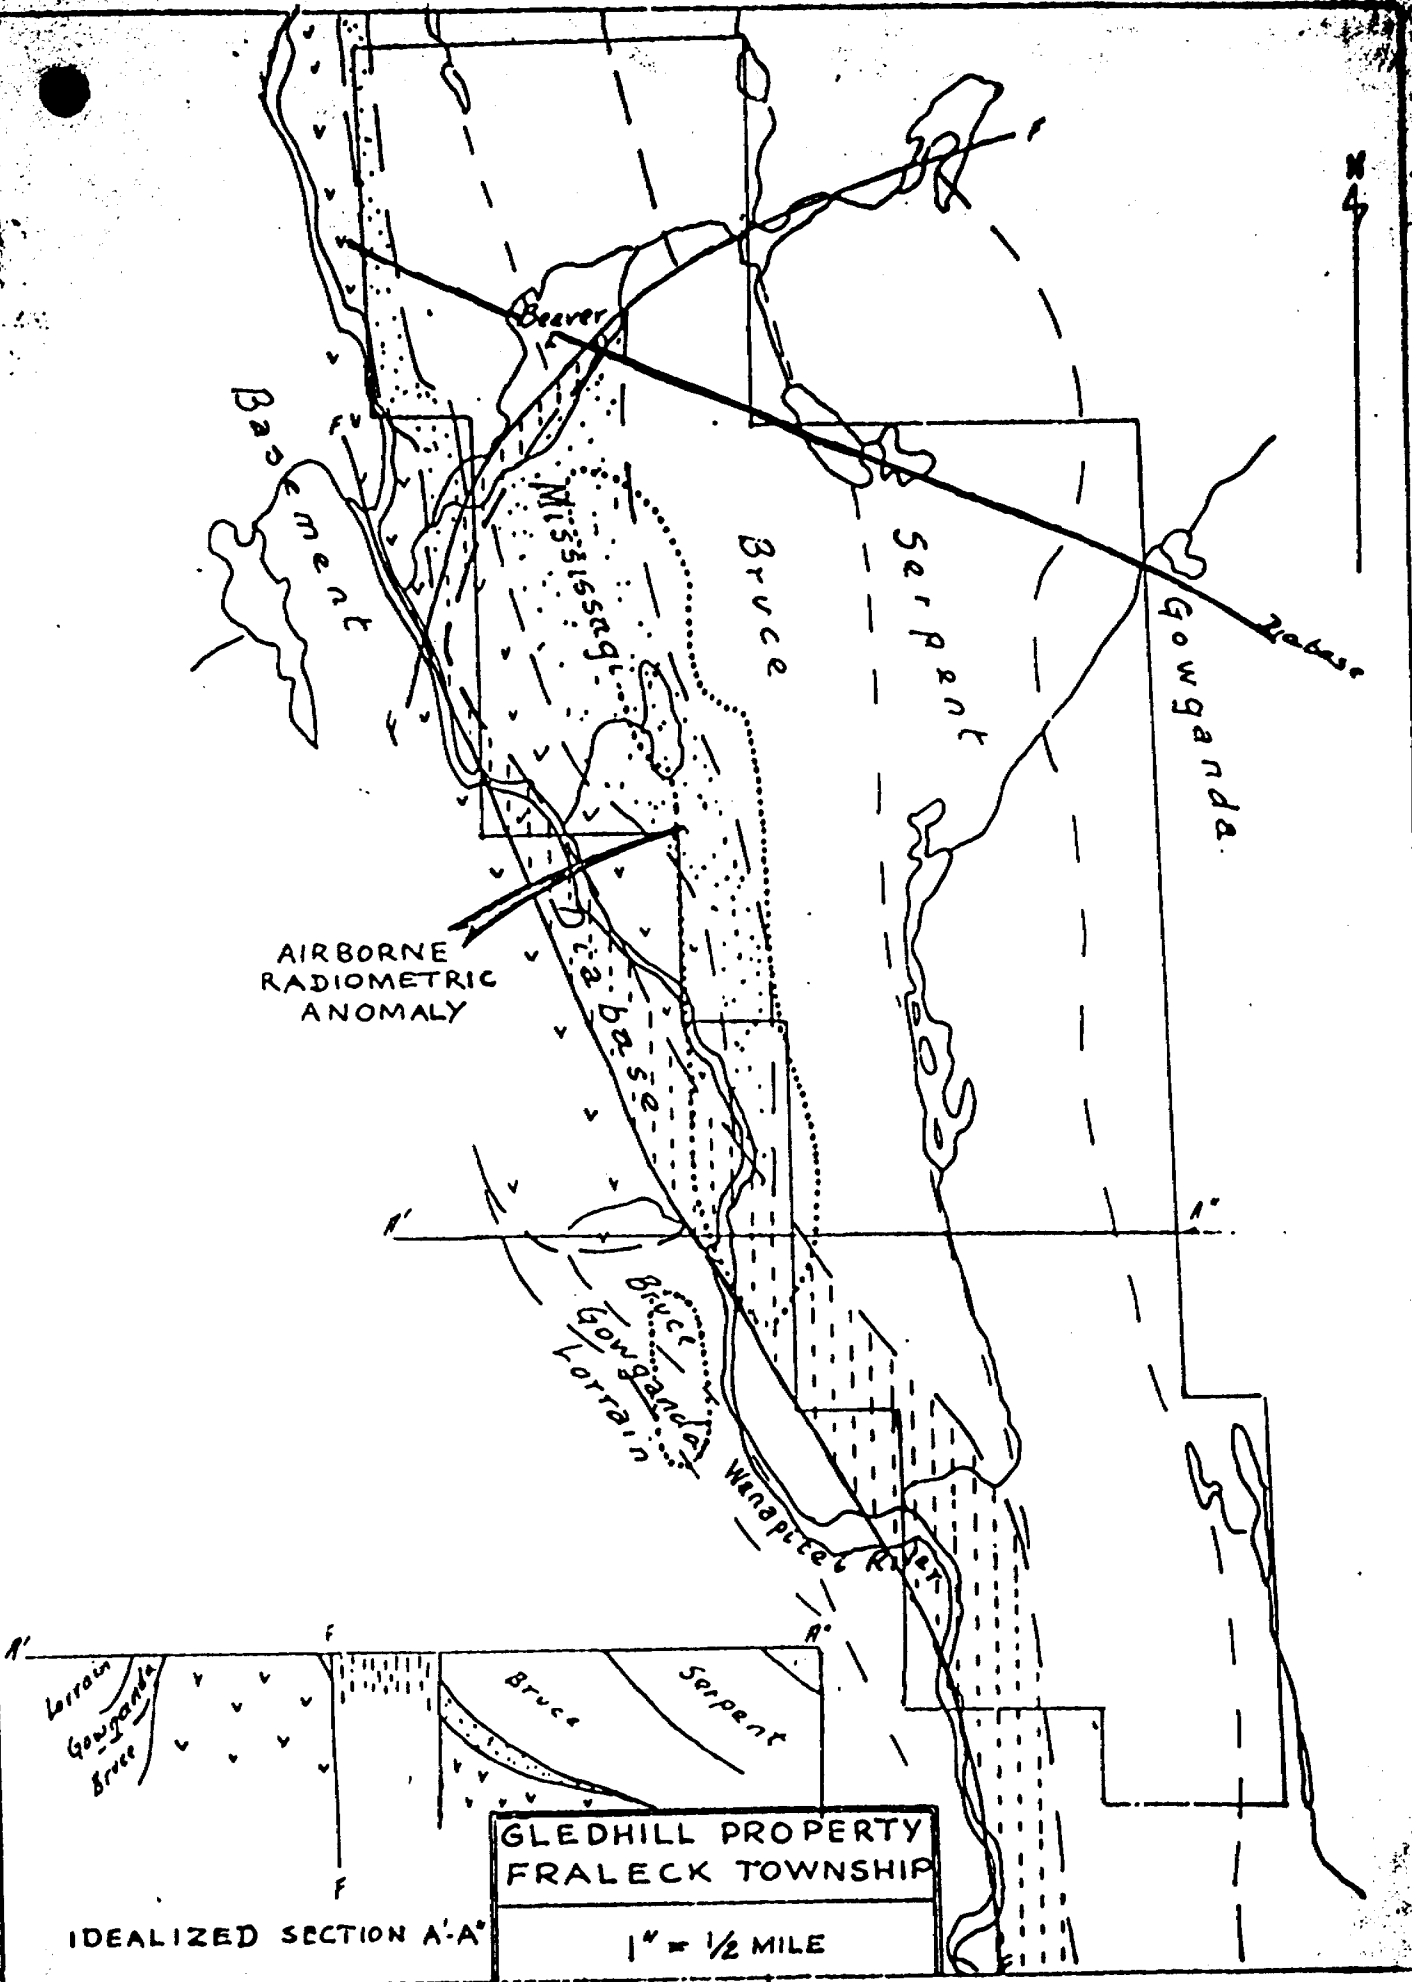 N
F
Beaver
L
Basement
F
Mississagi
Bruce
Serpent
Gowganda
Diabase
F
AIRBORNE
RADIOMETRIC
ANOMALY
Diabase
A'
A"
Bruce
Gowganda
Lorrain
Wanapitei River
A'
F
A"
Lorrain
Gowganda
Bruce
Bruce
Serpent
F
GLEDHILL PROPERTY
FRALECK TOWNSHIP
IDEALIZED SECTION A'-A"
1" = 1/2 MILE